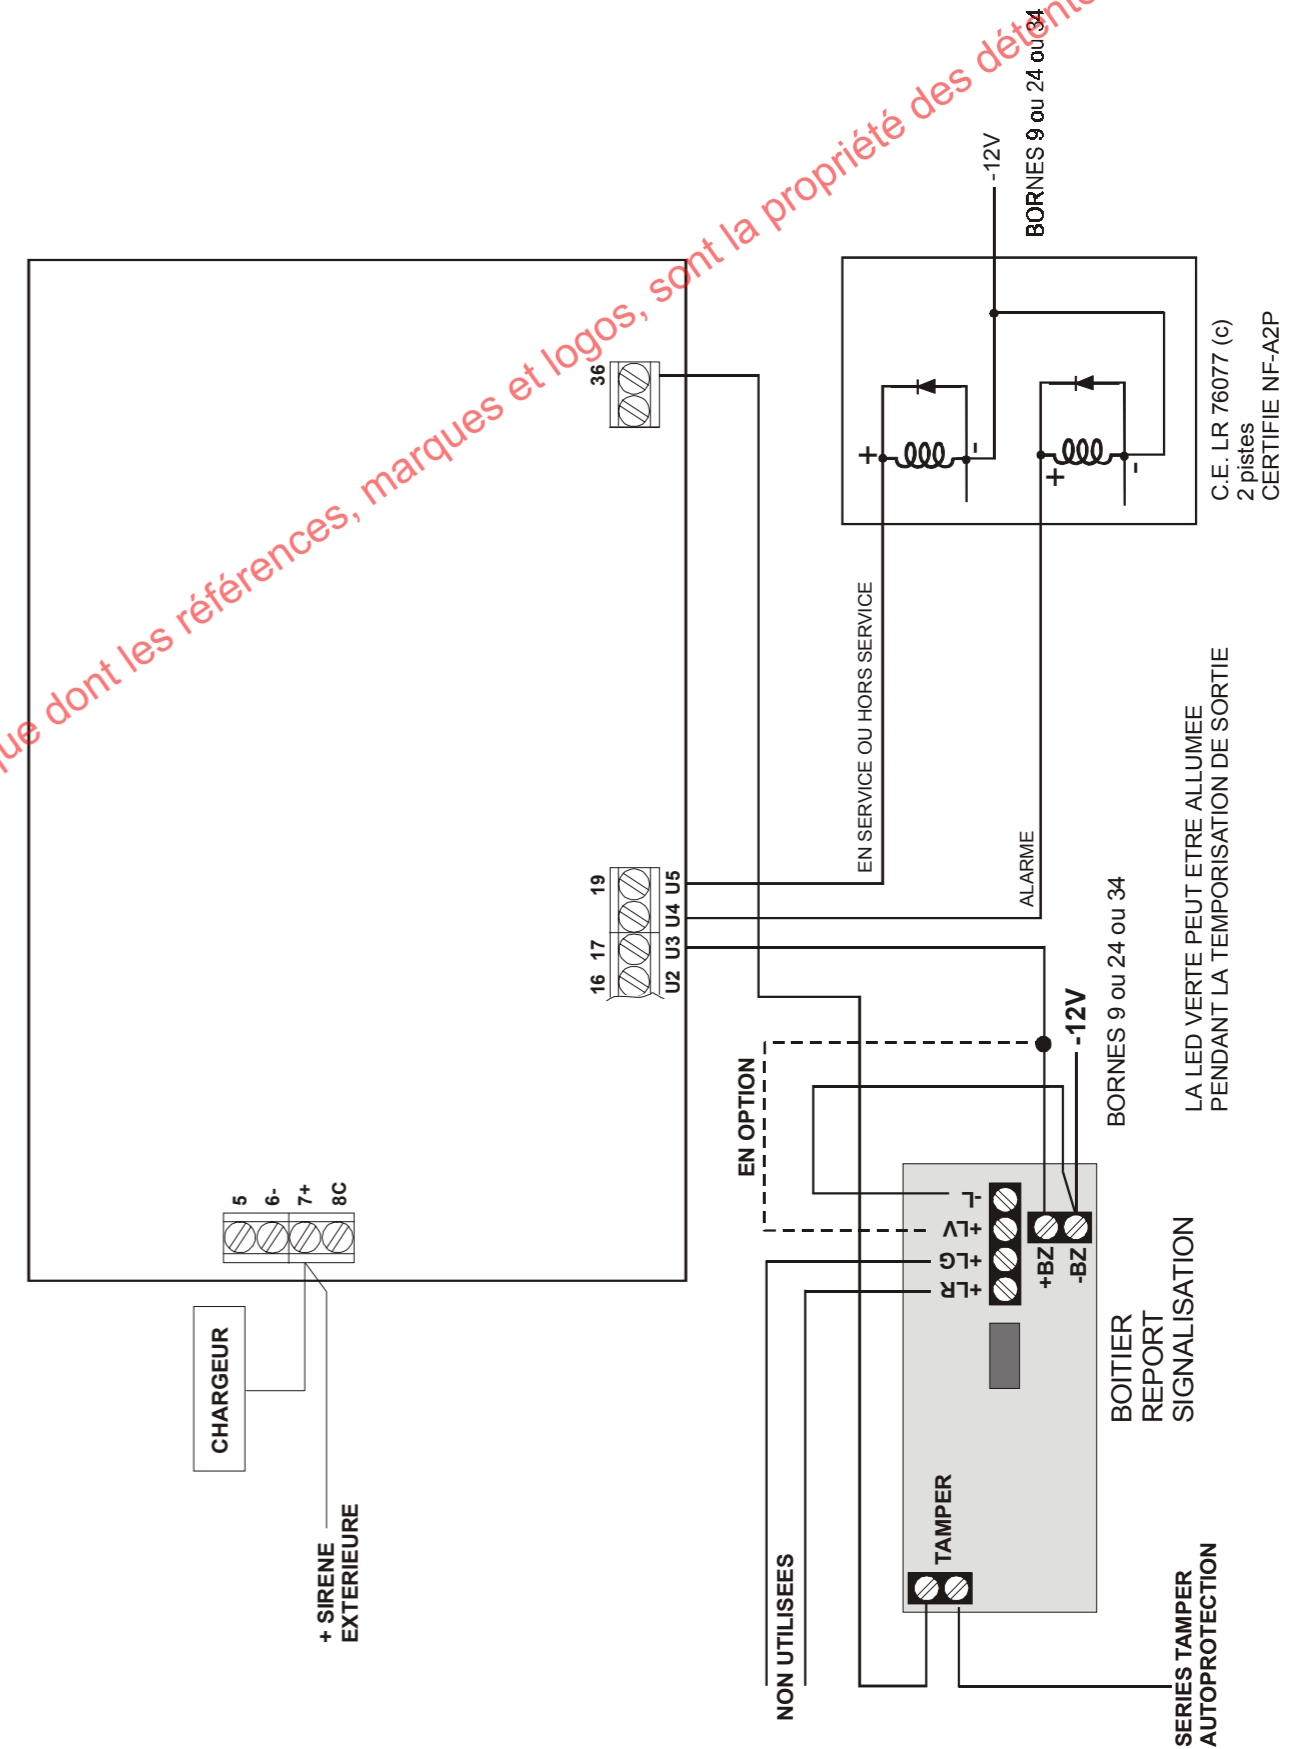 que dont les références, marques et logos, sont la propriété des détente
CHARGEUR
+ SIRENE
EXTERIEURE
5
6-
7+
8C
16
17
19
U2
U3
U4
U5
36
EN OPTION
NON UTILISEES
TAMPER
+LR
+LG
+LV
-L
+BZ
-BZ
-12V
BORNES 9 ou 24 ou 34
BOITIER
REPORT
SIGNALISATION
SERIES TAMPER
AUTOPROTECTION
LA LED VERTE PEUT ETRE ALLUMEE
PENDANT LA TEMPORISATION DE SORTIE
EN SERVICE OU HORS SERVICE
ALARME
+
-
+
-
-12V
BORNES 9 ou 24 ou 34
C.E. LR 76077 (c)
2 pistes
CERTIFIE NF-A2P